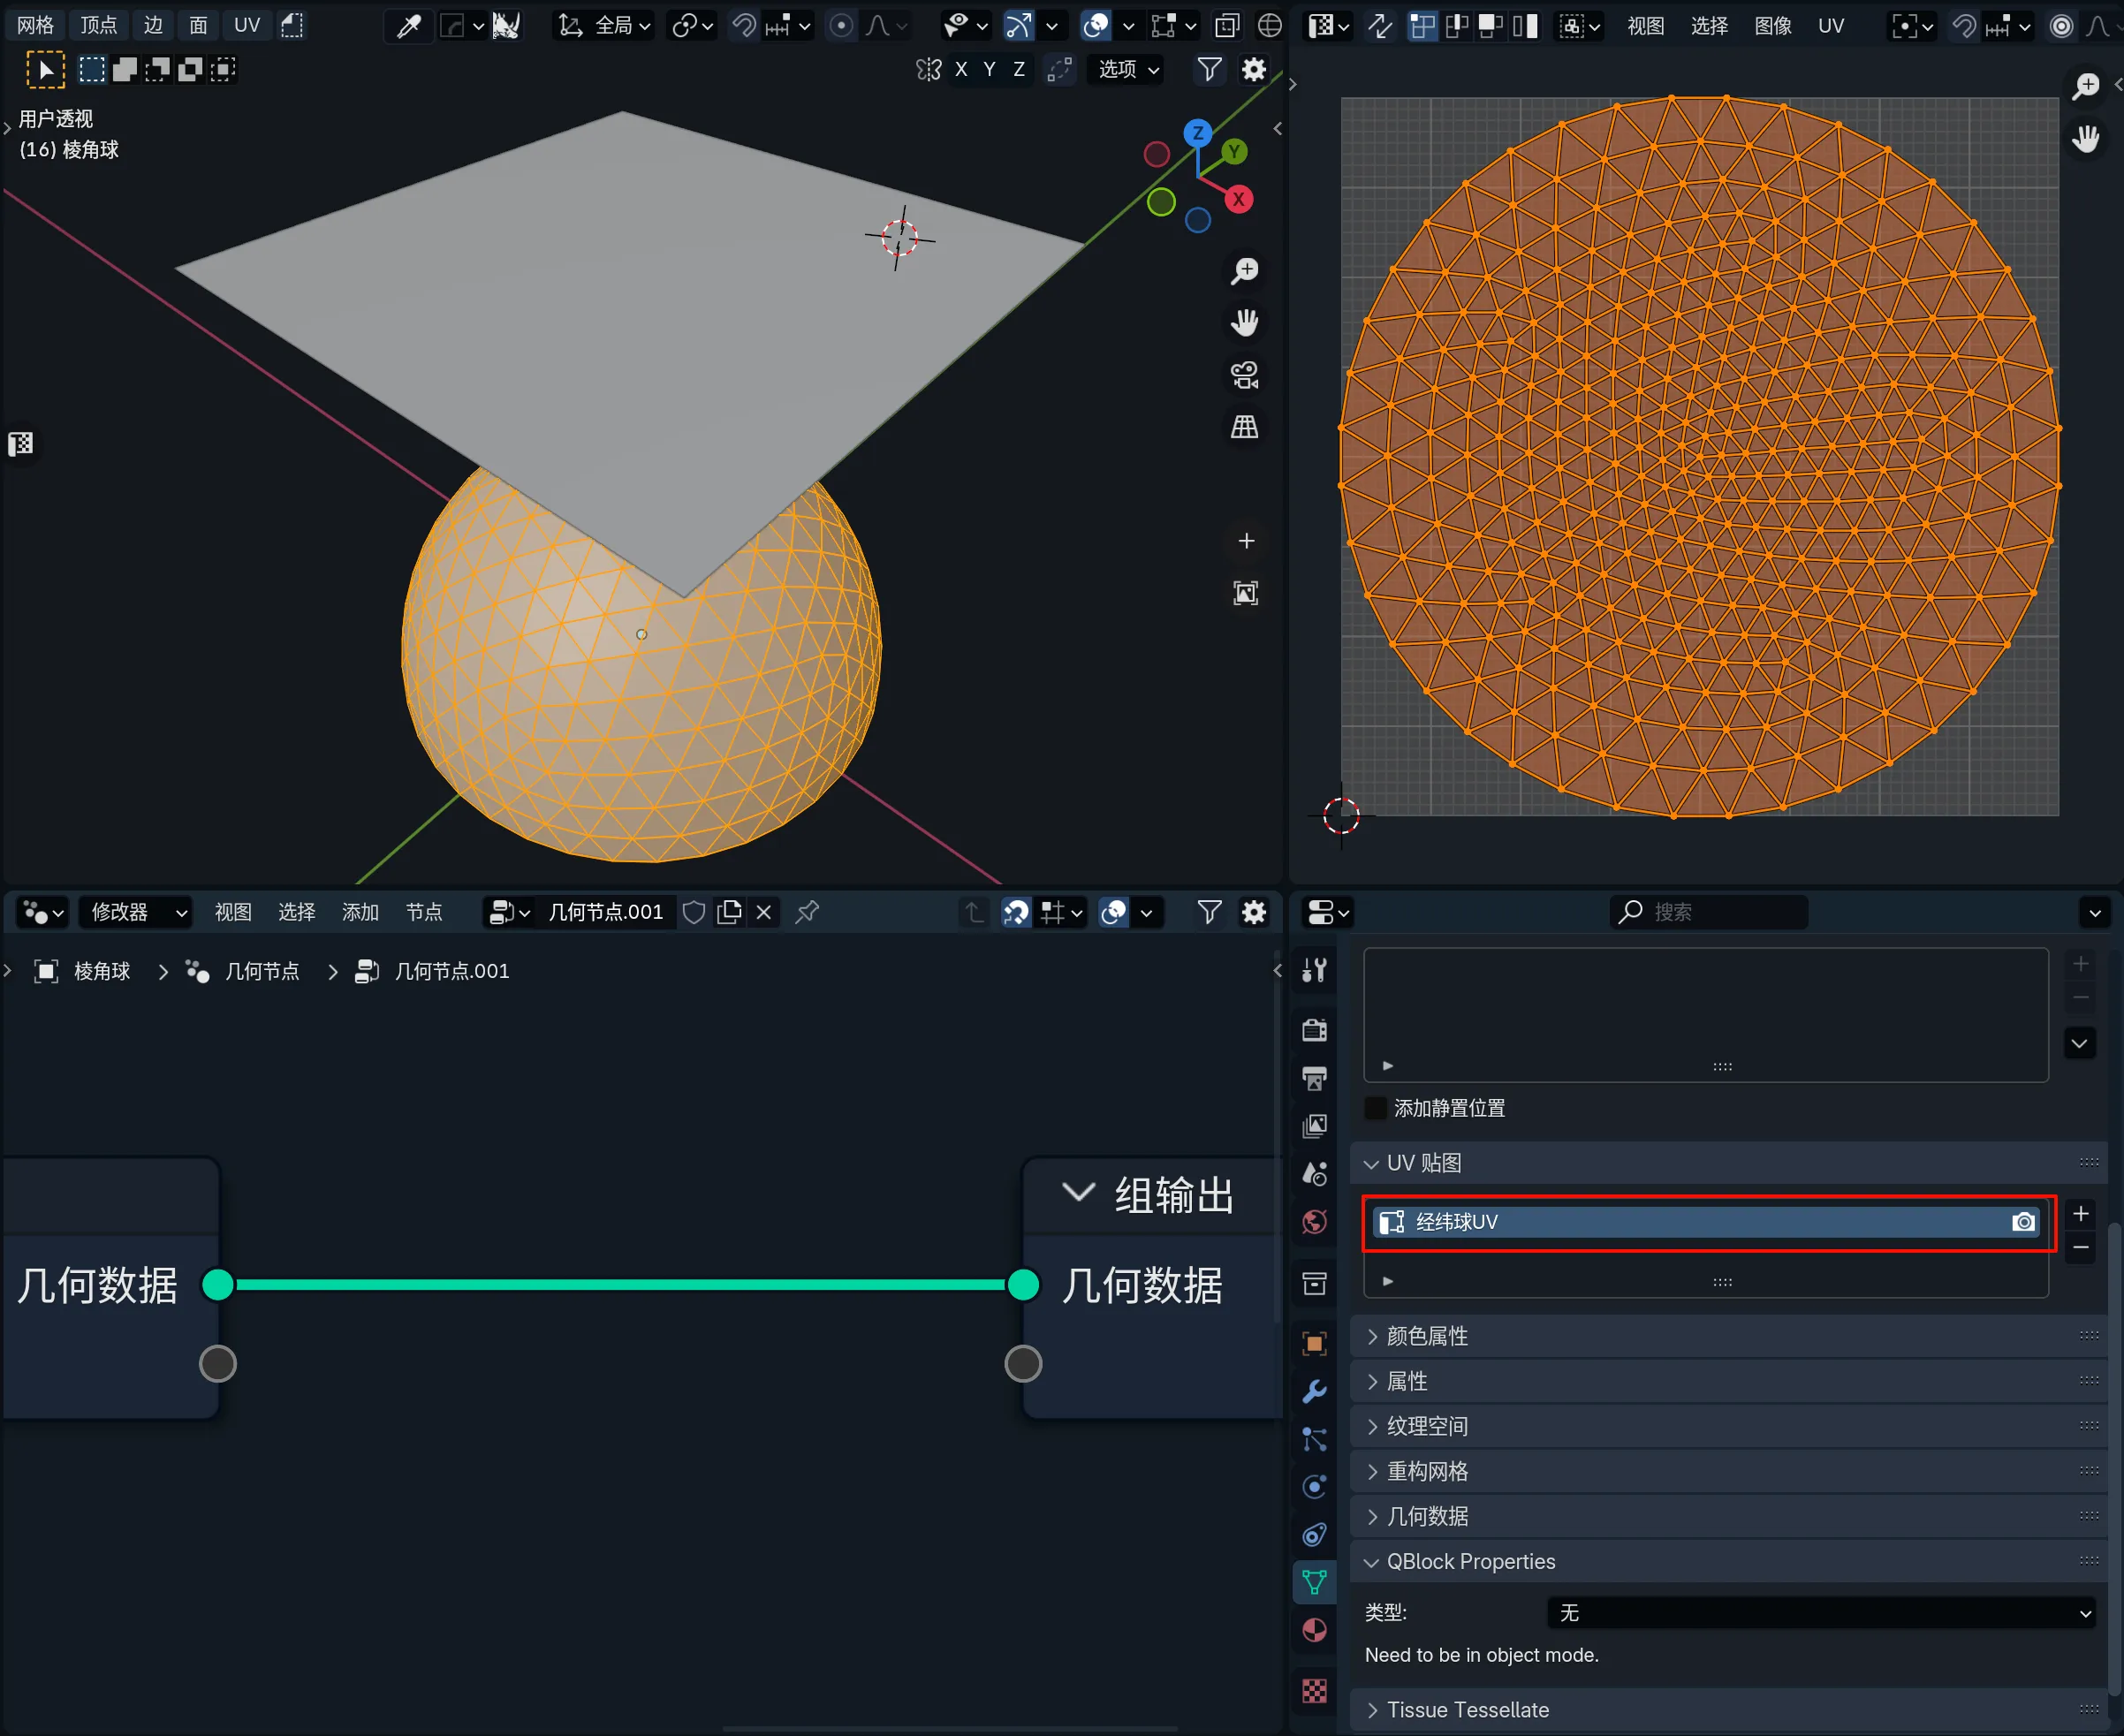 网格 顶点 边 面 UV 全局
视图 选择 图像 UV
X Y Z 选项
用户透视
(16) 棱角球
Z
Y
X
修改器 视图 选择 添加 节点 几何节点.001
搜索
棱角球 几何节点 几何节点.001
添加静置位置
UV 贴图
经纬球UV
组输出
几何数据
几何数据
颜色属性
属性
纹理空间
重构网格
几何数据
QBlock Properties
类型: 无
Need to be in object mode.
Tissue Tessellate